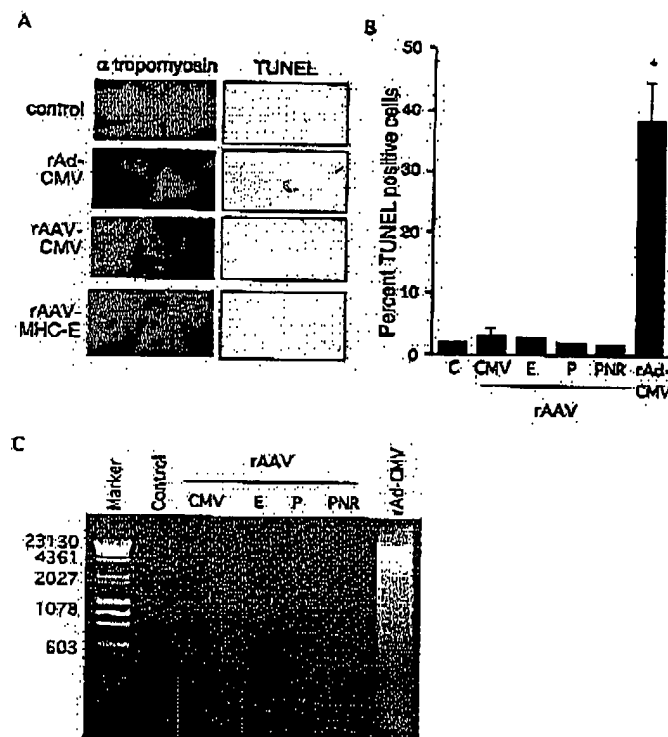 A
α tropomyosin TUNEL
control
rAd-
CMV
rAAV-
CMV
rAAV-
MHC-E
B
Percent TUNEL positive cells
50
40
30
20
10
0
*
C CMV E P PNR rAd-
CMV
rAAV
C
Marker Control rAAV rAd-CMV
CMV E P PNR
23130
4361
2027
1078
603